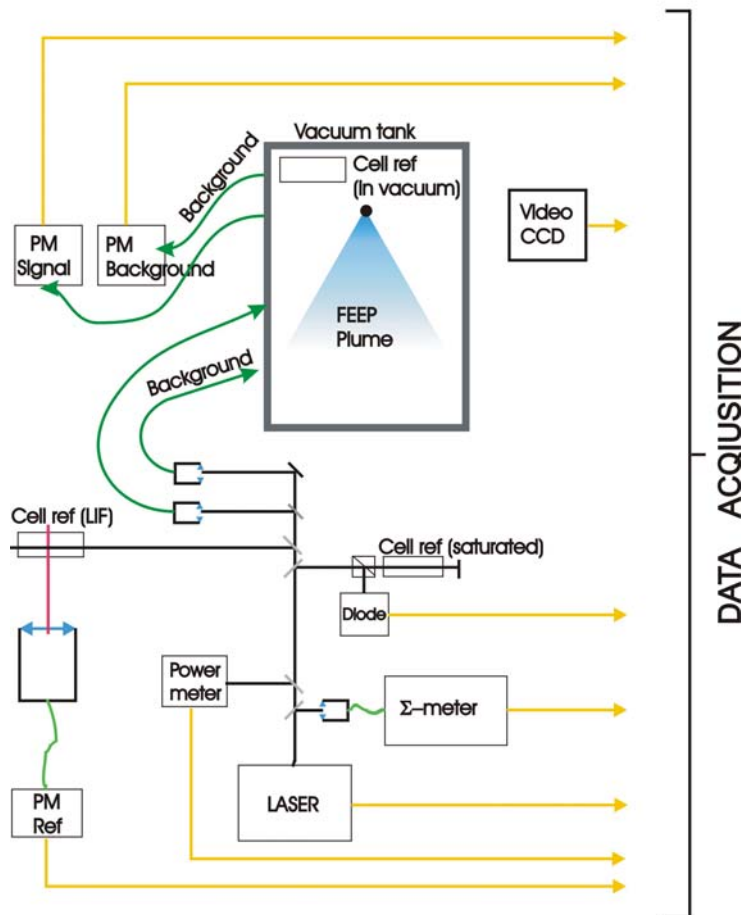 Vacuum tank
Background
Cell ref
(in vacuum)
PM
Signal
PM
Background
Video
CCD
FEEP
Plume
Background
DATA ACQIUSITION
Cell ref (LIF)
Cell ref (saturated)
Diode
Power
meter
Σ-meter
LASER
PM
Ref